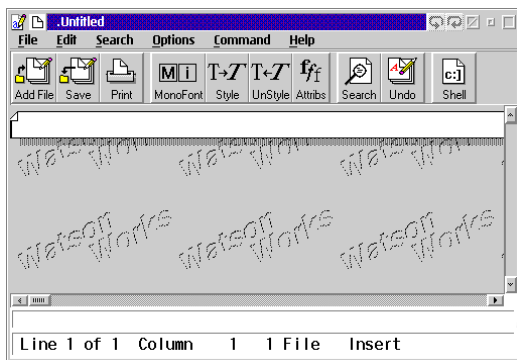 .Untitled
File Edit Search Options Command Help
M i T→T T←T fff c:]
Add File Save Print MonoFont Style UnStyle Attribs Search Undo Shell
Watson Works Watson Works Watson Works
Watson Works Watson Works Watson Works
Line 1 of 1 Column 1 1 File Insert